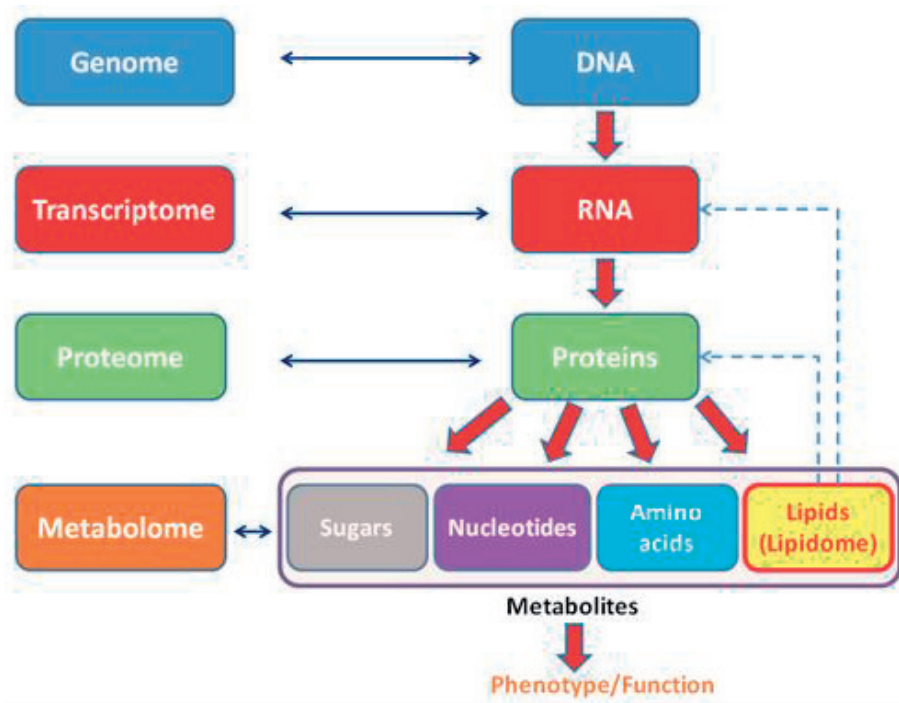 Genome
DNA
Transcriptome
RNA
Proteome
Proteins
Metabolome
Sugars
Nucleotides
Amino
acids
Lipids
(Lipidome)
Metabolites
Phenotype/Function